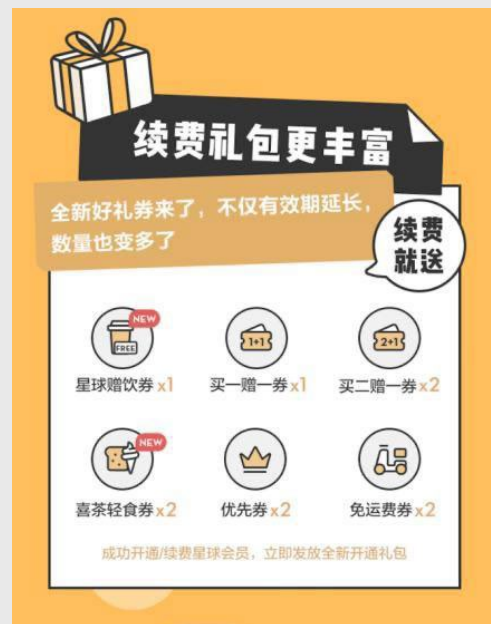 续费礼包更丰富
全新好礼券来了，不仅有效期延长，
数量也变多了
续费
就送
NEW
FREE
1+1
2+1
星球赠饮券x1
买一赠一券x1
买二赠一券x2
NEW
喜茶轻食券x2
优先券x2
免运费券x2
成功开通/续费星球会员，立即发放全新开通礼包